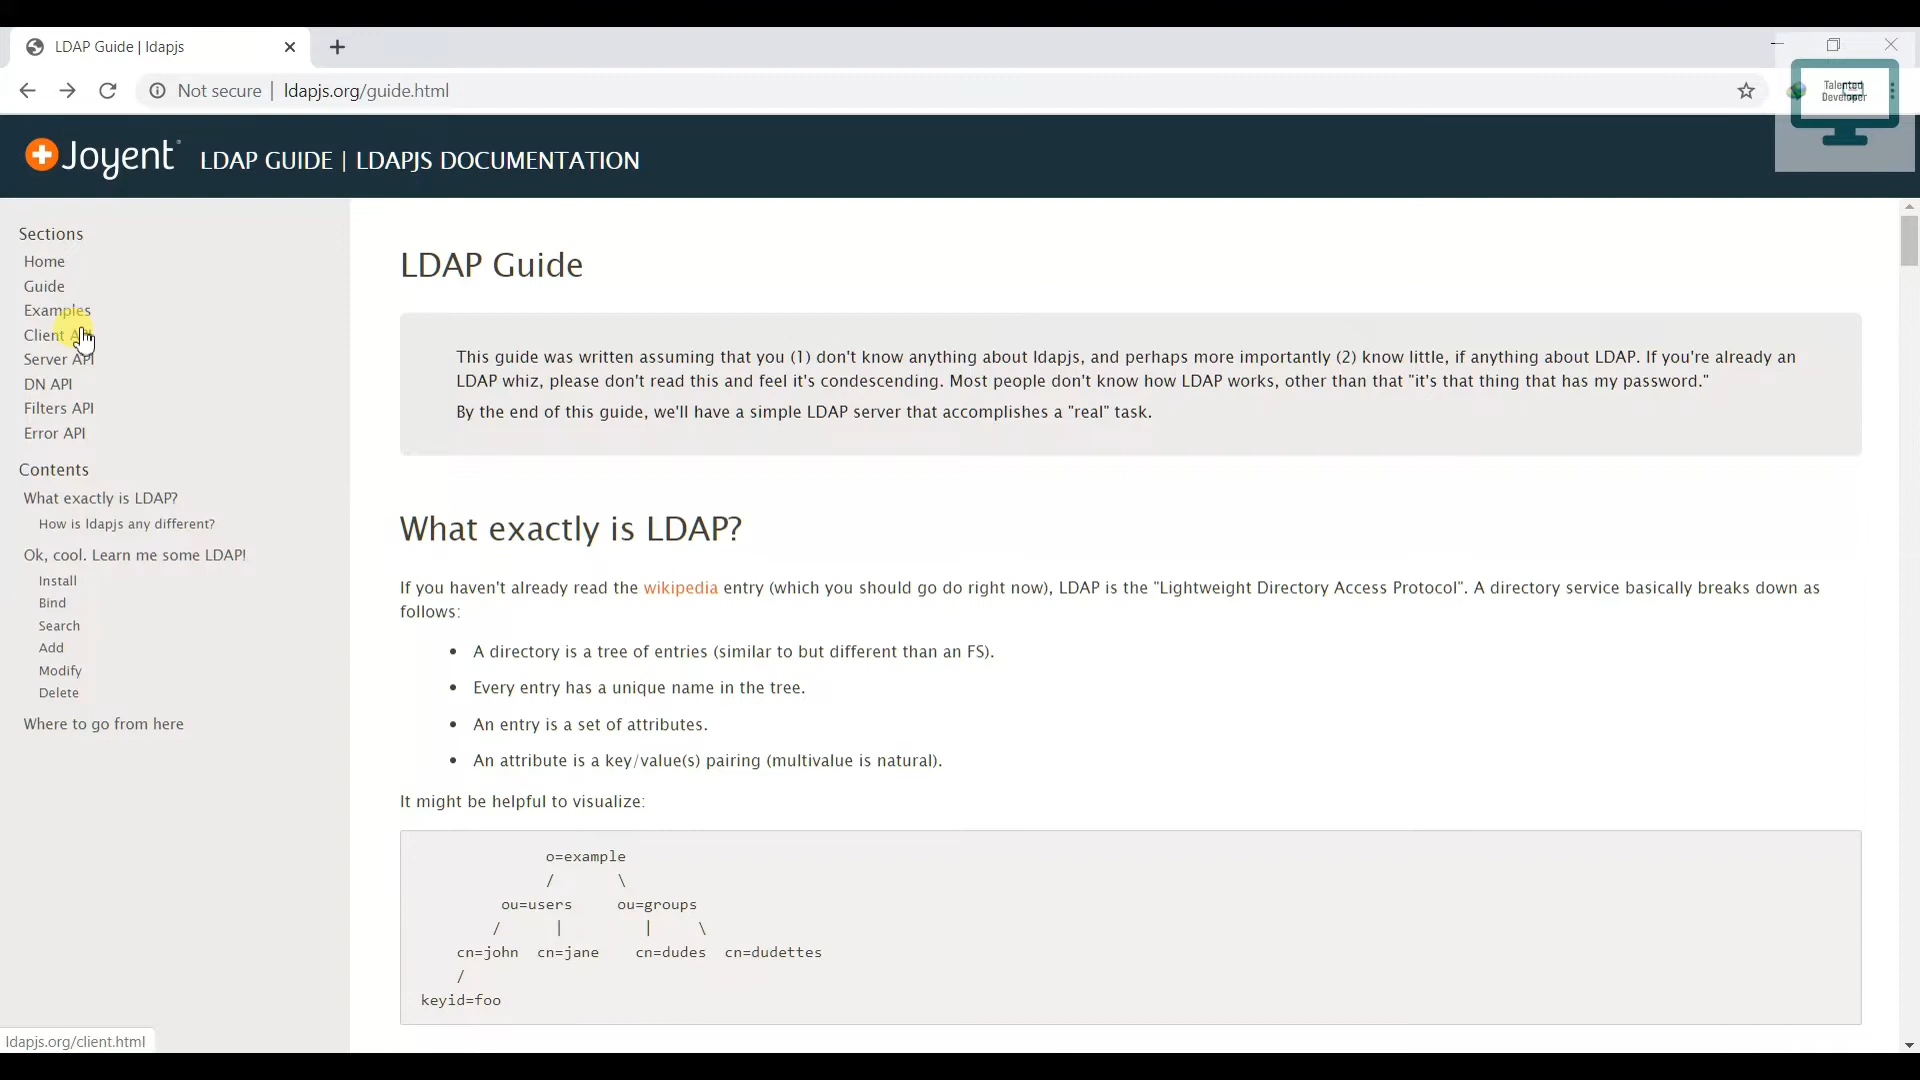 LDAP Guide | ldapjs
Not secure | ldapjs.org/guide.html
Talented
Developer
Joyent LDAP GUIDE | LDAPJS DOCUMENTATION
Sections
Home
Guide
Examples
Client API
Server API
DN API
Filters API
Error API
Contents
What exactly is LDAP?
How is ldapjs any different?
Ok, cool. Learn me some LDAP!
Install
Bind
Search
Add
Modify
Delete
Where to go from here
LDAP Guide
This guide was written assuming that you (1) don't know anything about ldapjs, and perhaps more importantly (2) know little, if anything about LDAP. If you're already an
LDAP whiz, please don't read this and feel it's condescending. Most people don't know how LDAP works, other than that "it's that thing that has my password."
By the end of this guide, we'll have a simple LDAP server that accomplishes a "real" task.
What exactly is LDAP?
If you haven't already read the wikipedia entry (which you should go do right now), LDAP is the "Lightweight Directory Access Protocol". A directory service basically breaks down as
follows:
• A directory is a tree of entries (similar to but different than an FS).
• Every entry has a unique name in the tree.
• An entry is a set of attributes.
• An attribute is a key/value(s) pairing (multivalue is natural).
It might be helpful to visualize:
o=example
/ \
ou=users ou=groups
/ | | \
cn=john cn=jane cn=dudes cn=dudettes
/
keyid=foo
ldapjs.org/client.html